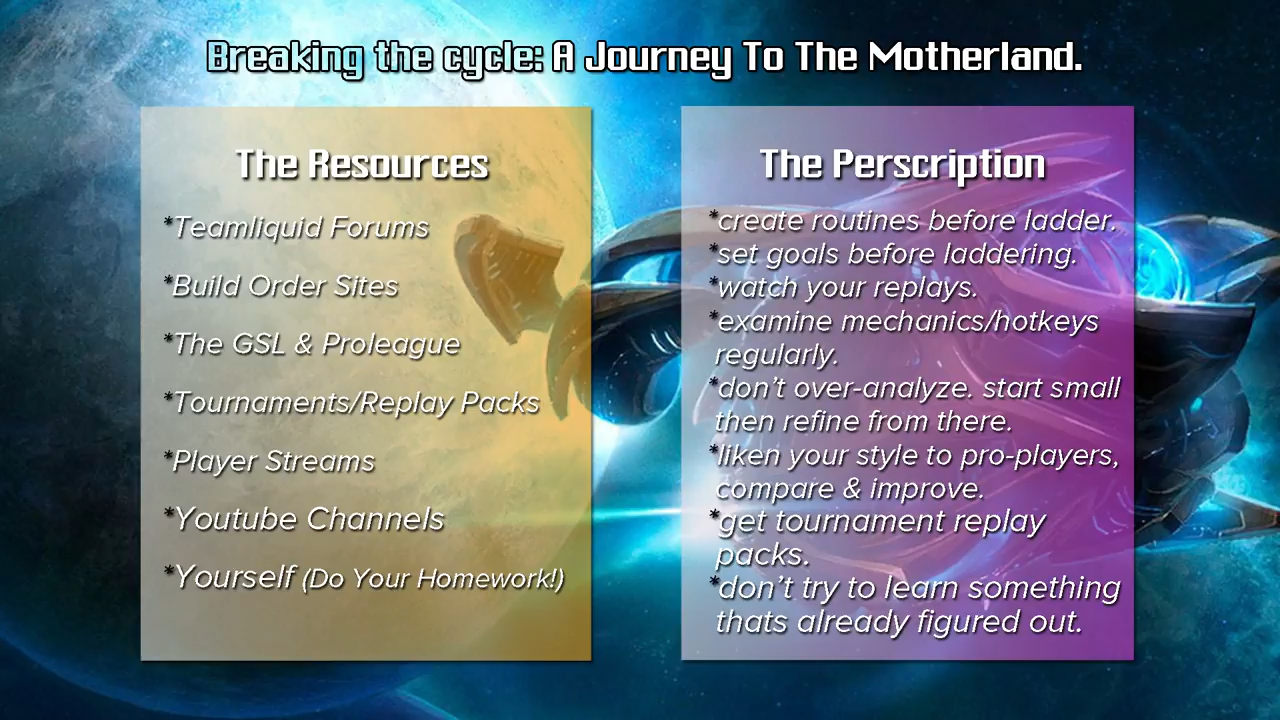 Breaking the cycle: A Journey To The Motherland.
The Resources
*Teamliquid Forums
*Build Order Sites
*The GSL & Proleague
*Tournaments/Replay Packs
*Player Streams
*Youtube Channels
*Yourself (Do Your Homework!)
The Perscription
*create routines before ladder.
*set goals before laddering.
*watch your replays.
*examine mechanics/hotkeys
regularly.
*don't over-analyze. start small
then refine from there.
*liken your style to pro-players,
compare & improve.
*get tournament replay
packs.
*don't try to learn something
thats already figured out.